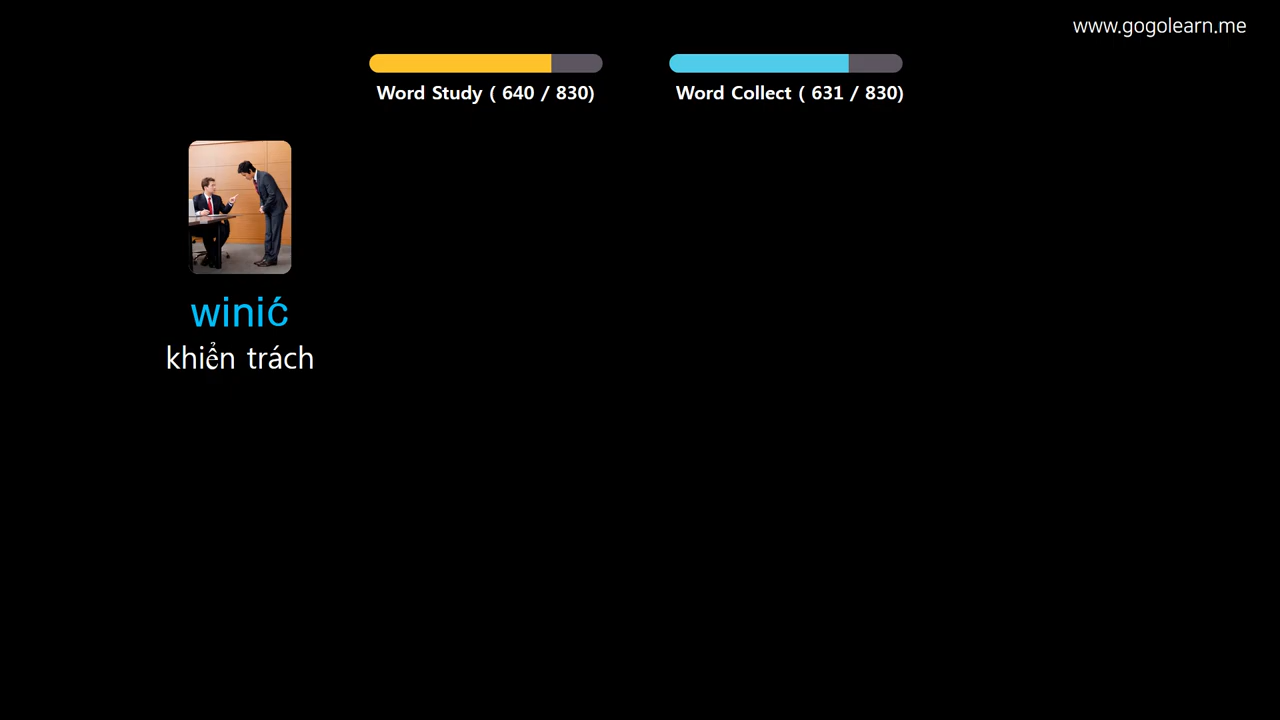 www.gogolearn.me
Word Study ( 640 / 830)
Word Collect ( 631 / 830)
winić
khiển trách